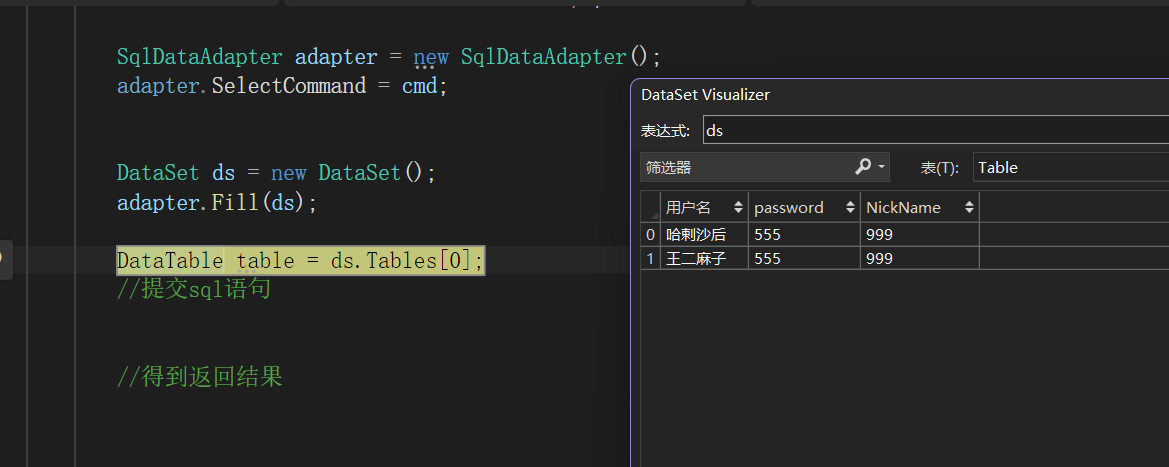 SqlDataAdapter adapter = new SqlDataAdapter();
adapter.SelectCommand = cmd;
DataSet ds = new DataSet();
adapter.Fill(ds);
DataTable table = ds.Tables[0];
//提交sql语句
//得到返回结果
DataSet Visualizer
表达式: ds
筛选器 表(T): Table
用户名 password NickName
0 哈刺沙后 555 999
1 王二麻子 555 999